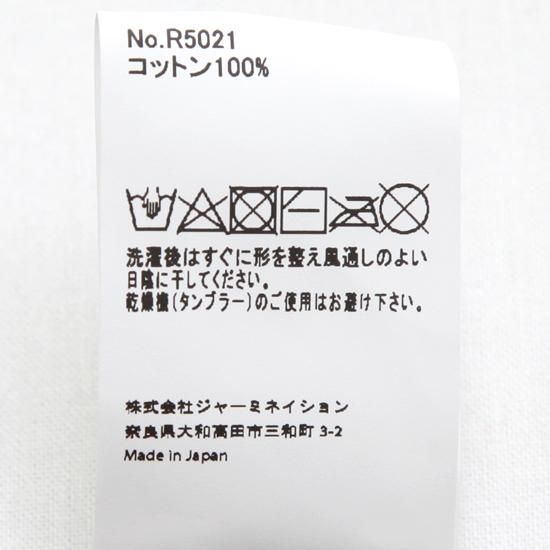 No.R5021
コットン100%
洗濯後はすぐに形を整え風通しのよい
日陰に干してください。
乾燥機(タンブラー)のご使用はお避け下さい。
株式会社ジャーミネイション
奈良県大和高田市三和町 3-2
Made in Japan